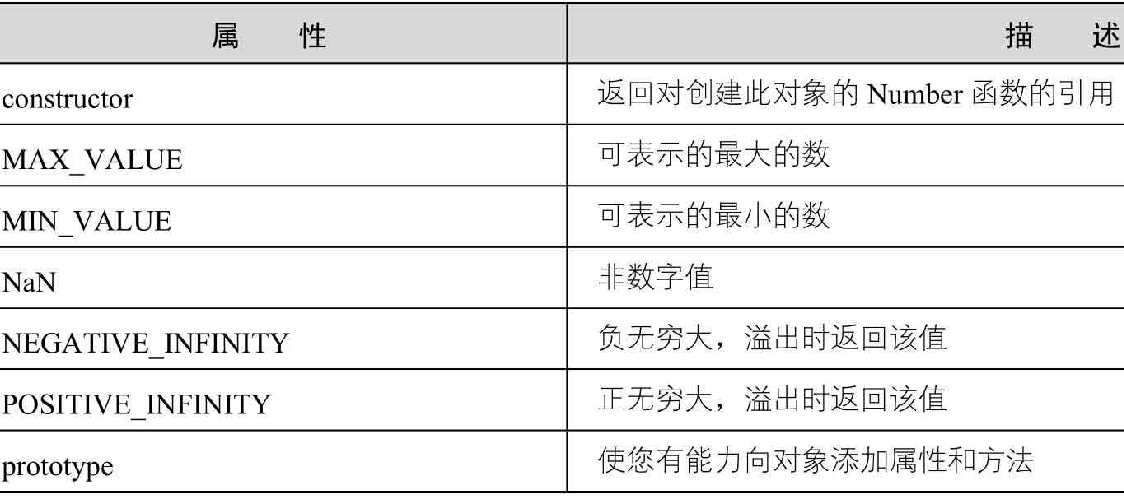 属 性 描 述
constructor 返回对创建此对象的 Number 函数的引用
MAX_VALUE 可表示的最大的数
MIN_VALUE 可表示的最小的数
NaN 非数字值
NEGATIVE_INFINITY 负无穷大，溢出时返回该值
POSITIVE_INFINITY 正无穷大，溢出时返回该值
prototype 使您有能力向对象添加属性和方法